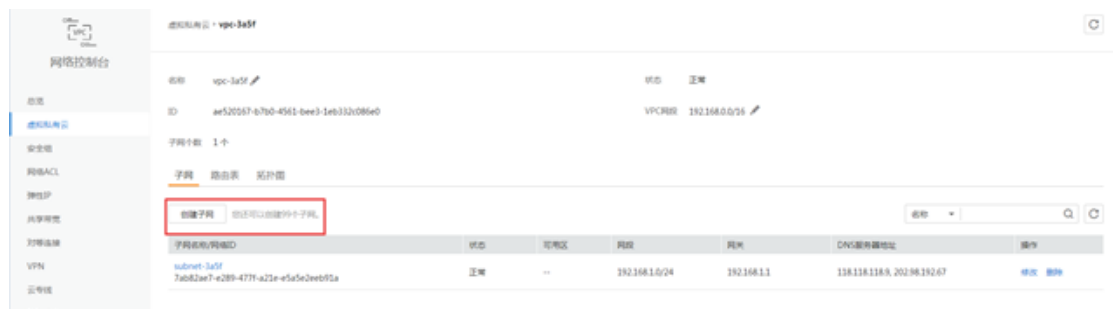 VPC
网络控制台
总览
虚拟私有云
安全组
网络ACL
弹性IP
共享带宽
对等连接
VPN
云专线
虚拟私有云 › vpc-3a5f
名称 vpc-3a5f 状态 正常
ID ae520167-b7b0-4561-bee3-1eb332c086e0 VPC网段 192.168.0.0/16
子网个数 1个
子网 路由表 拓扑图
创建子网 您还可以创建99个子网。 名称
子网名称/网络ID 状态 可用区 网段 网关 DNS服务器地址 操作
subnet-3a5f
7ab82ae7-e289-477f-a21e-e5a5e2eeb91a 正常 -- 192.168.1.0/24 192.168.1.1 118.118.118.9, 202.98.192.67 修改 删除